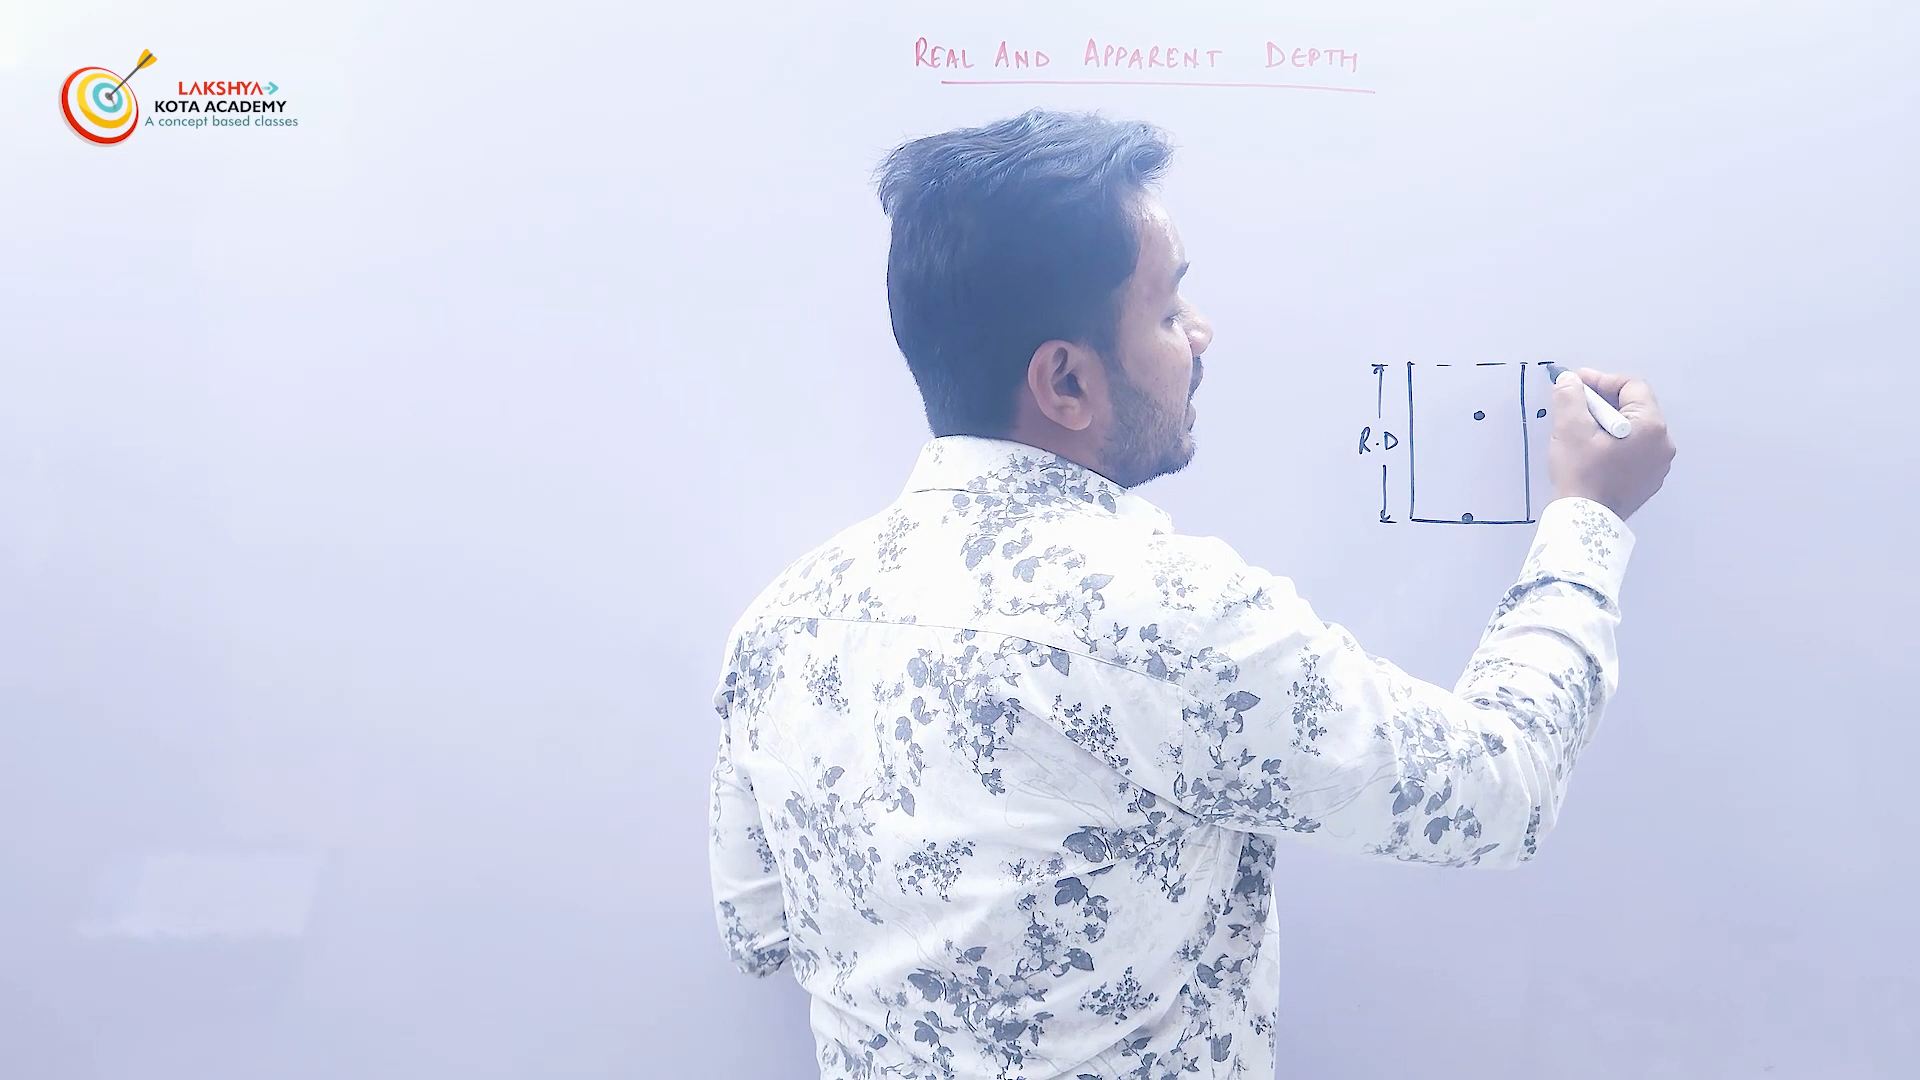 REAL AND APPARENT DEPTH
LAKSHYA
KOTA ACADEMY
A concept based classes
R.D